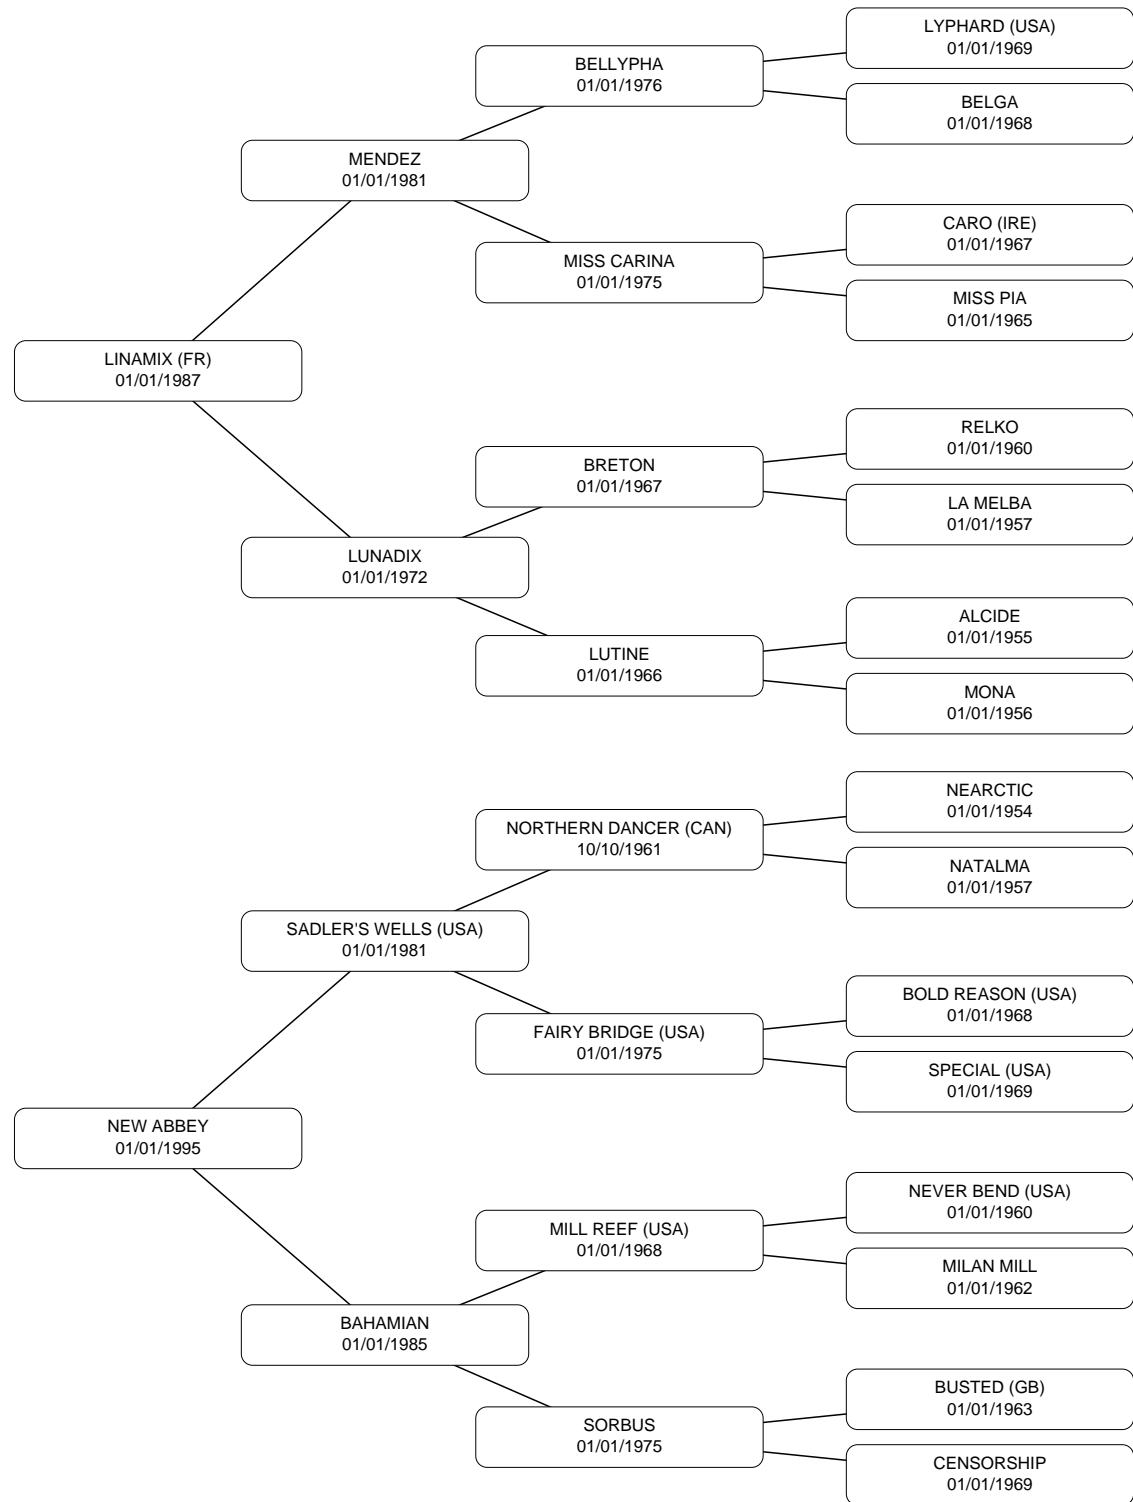 LYPHARD (USA)
01/01/1969
BELLYPHA
01/01/1976
BELGA
01/01/1968
MENDEZ
01/01/1981
CARO (IRE)
01/01/1967
MISS CARINA
01/01/1975
MISS PIA
01/01/1965
LINAMIX (FR)
01/01/1987
RELKO
01/01/1960
BRETON
01/01/1967
LA MELBA
01/01/1957
LUNADIX
01/01/1972
ALCIDE
01/01/1955
LUTINE
01/01/1966
MONA
01/01/1956
NEARCTIC
01/01/1954
NORTHERN DANCER (CAN)
10/10/1961
NATALMA
01/01/1957
SADLER'S WELLS (USA)
01/01/1981
BOLD REASON (USA)
01/01/1968
FAIRY BRIDGE (USA)
01/01/1975
SPECIAL (USA)
01/01/1969
NEW ABBEY
01/01/1995
NEVER BEND (USA)
01/01/1960
MILL REEF (USA)
01/01/1968
MILAN MILL
01/01/1962
BAHAMIAN
01/01/1985
BUSTED (GB)
01/01/1963
SORBUS
01/01/1975
CENSORSHIP
01/01/1969